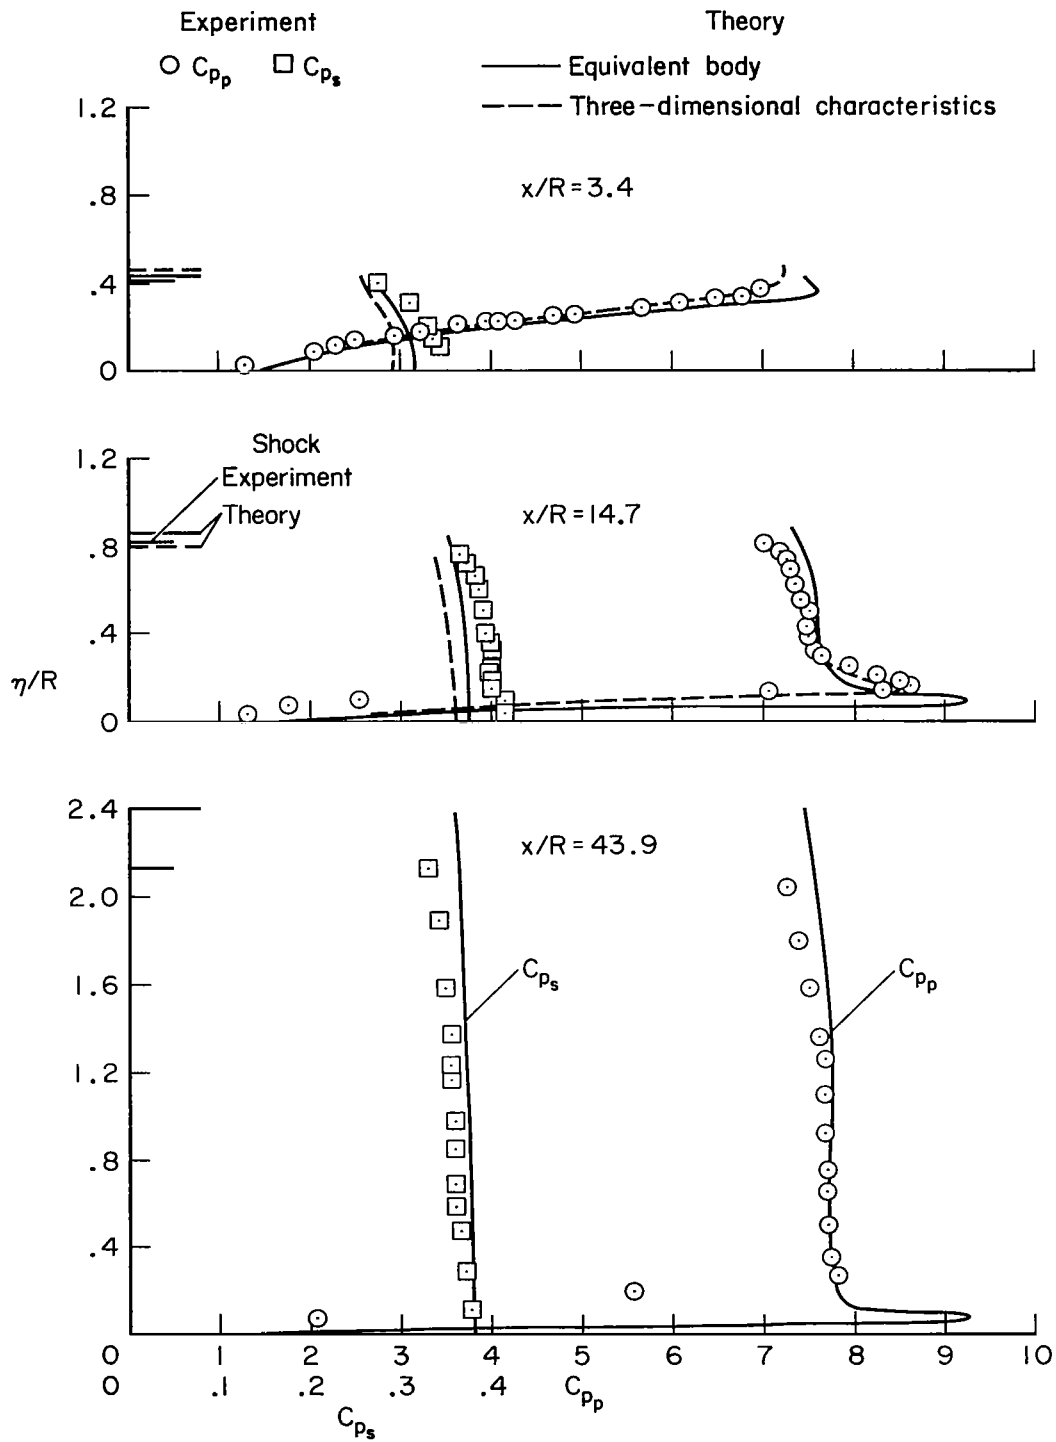 Experiment Theory
Cpp Cps Equivalent body
Three-dimensional characteristics
1.2
.8 x/R = 3.4
.4
0
Shock
1.2 Experiment
Theory x/R = 14.7
.8
.4
η/R
0
2.4
x/R = 43.9
2.0
Cps Cpp
1.6
1.2
.8
.4
0
0 1 2 3 4 6 7 8 9 10
0 .1 .2 .3 .4 Cpp
Cps